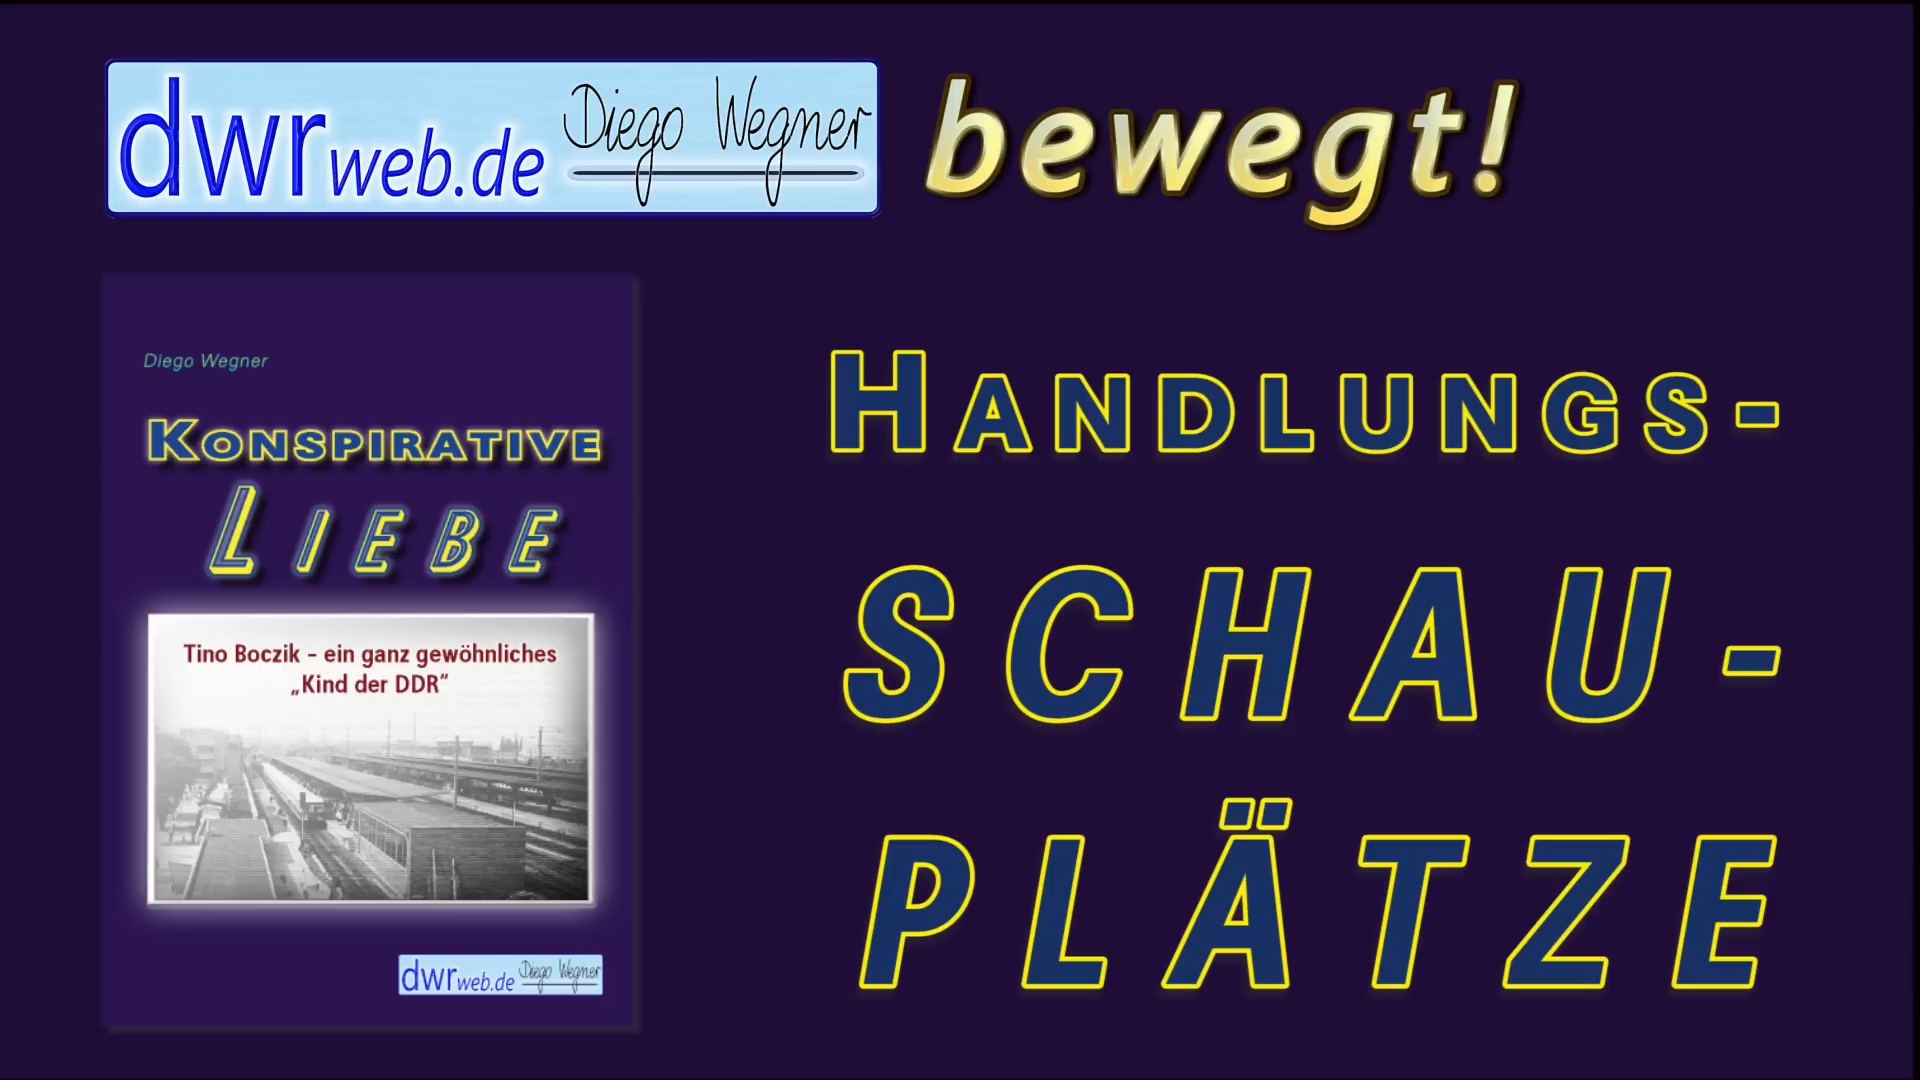 dwrweb.de Diego Wegner bewegt!
Diego Wegner
KONSPIRATIVE
LIEBE
Tino Boczik – ein ganz gewöhnliches
„Kind der DDR“
dwrweb.de Diego Wegner
HANDLUNGS-
SCHAU-
PLÄTZE